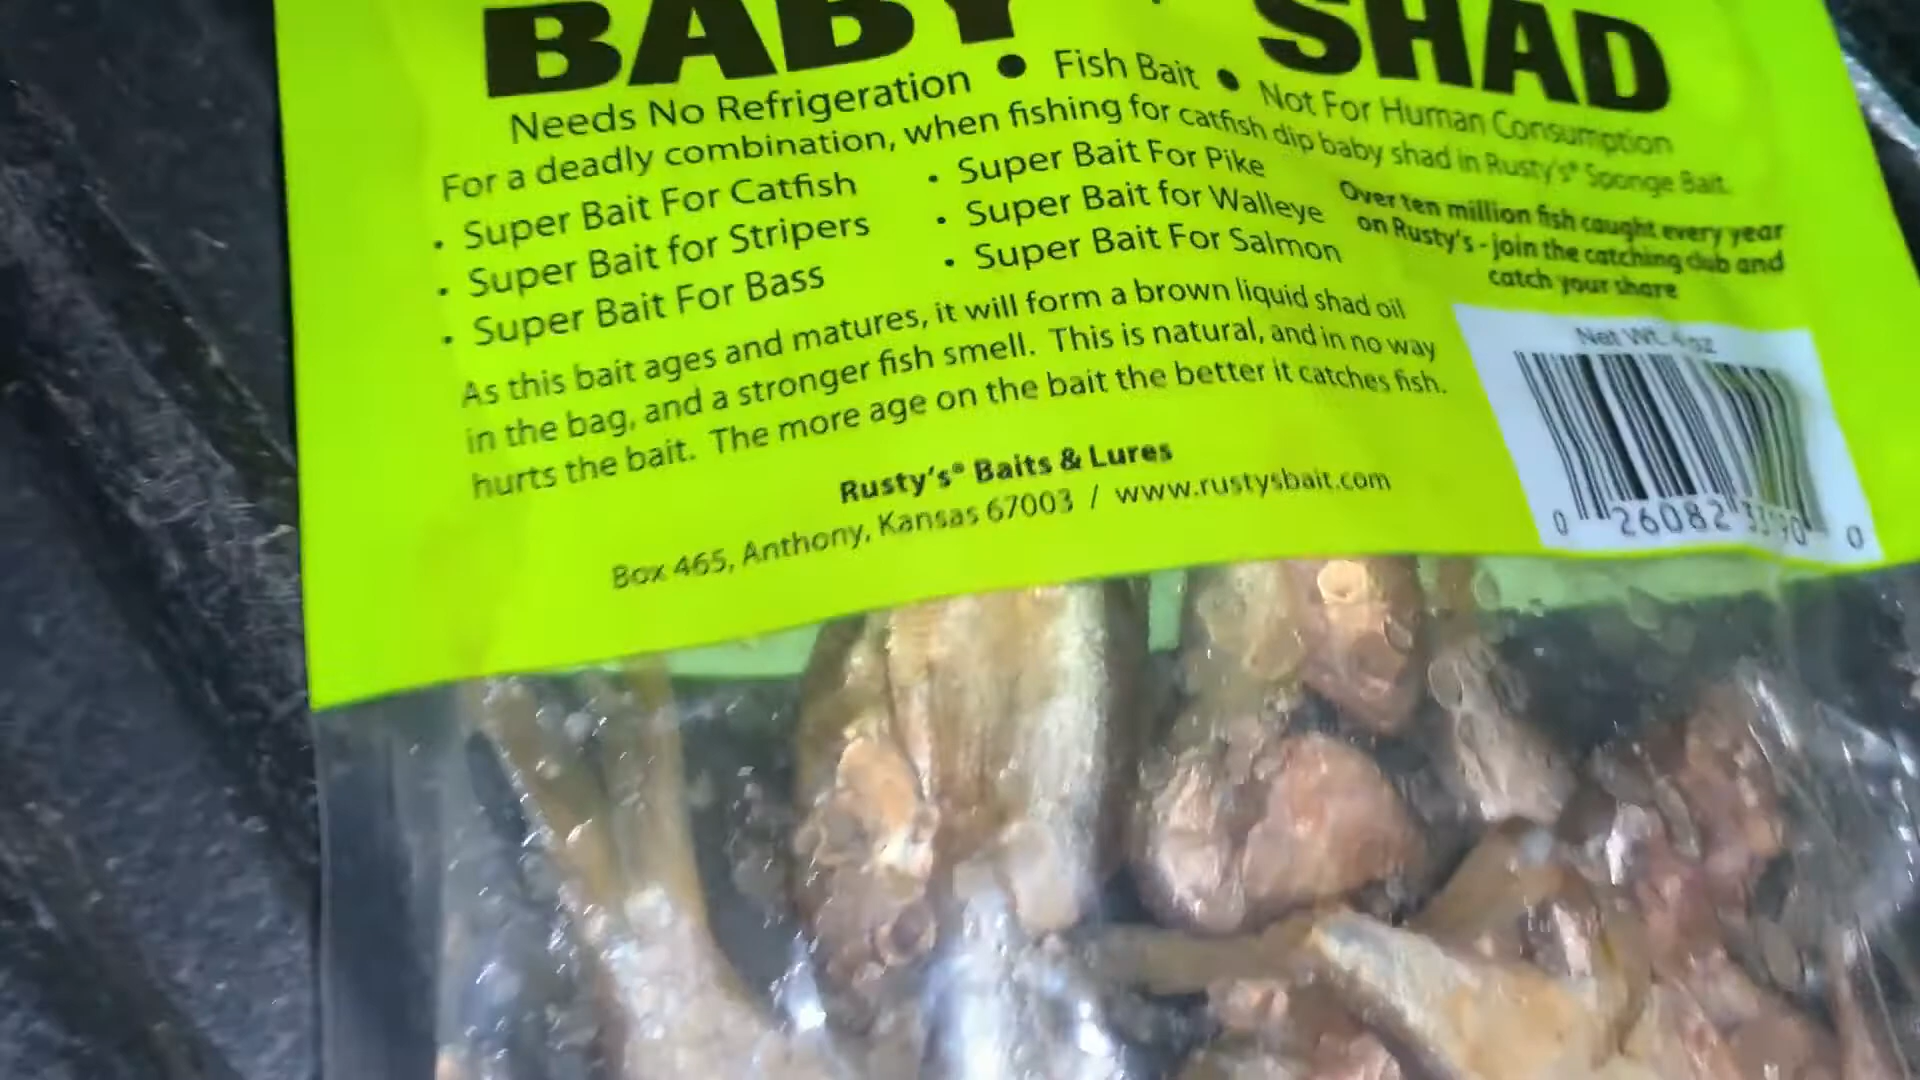 BABY SHAD
Needs No Refrigeration • Fish Bait • Not For Human Consumption
For a deadly combination, when fishing for catfish dip baby shad in Rusty's® Sponge Bait.
• Super Bait For Catfish
• Super Bait for Stripers
• Super Bait For Bass
• Super Bait For Pike
• Super Bait for Walleye
• Super Bait For Salmon
Over ten million fish caught every year
on Rusty's - join the catching club and
catch your share
As this bait ages and matures, it will form a brown liquid shad oil
in the bag, and a stronger fish smell. This is natural, and in no way
hurts the bait. The more age on the bait the better it catches fish.
Rusty's® Baits & Lures
Box 465, Anthony, Kansas 67003 / www.rustysbait.com
Net Wt. 4 oz
0 26082 0